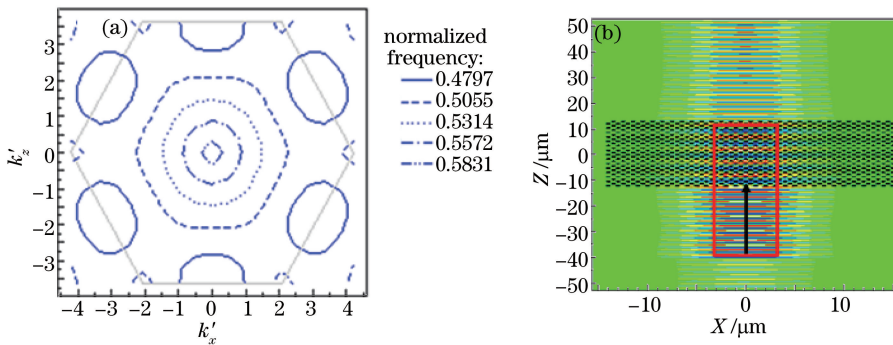 (a)
3
2
1
0
−1
−2
−3
k′z
−4 −3 −2 −1 0 1 2 3 4
k′x
normalized
frequency:
0.4797
0.5055
0.5314
0.5572
0.5831
(b)
50
40
30
20
10
0
−10
−20
−30
−40
−50
Z/μm
−10 0 10
X/μm